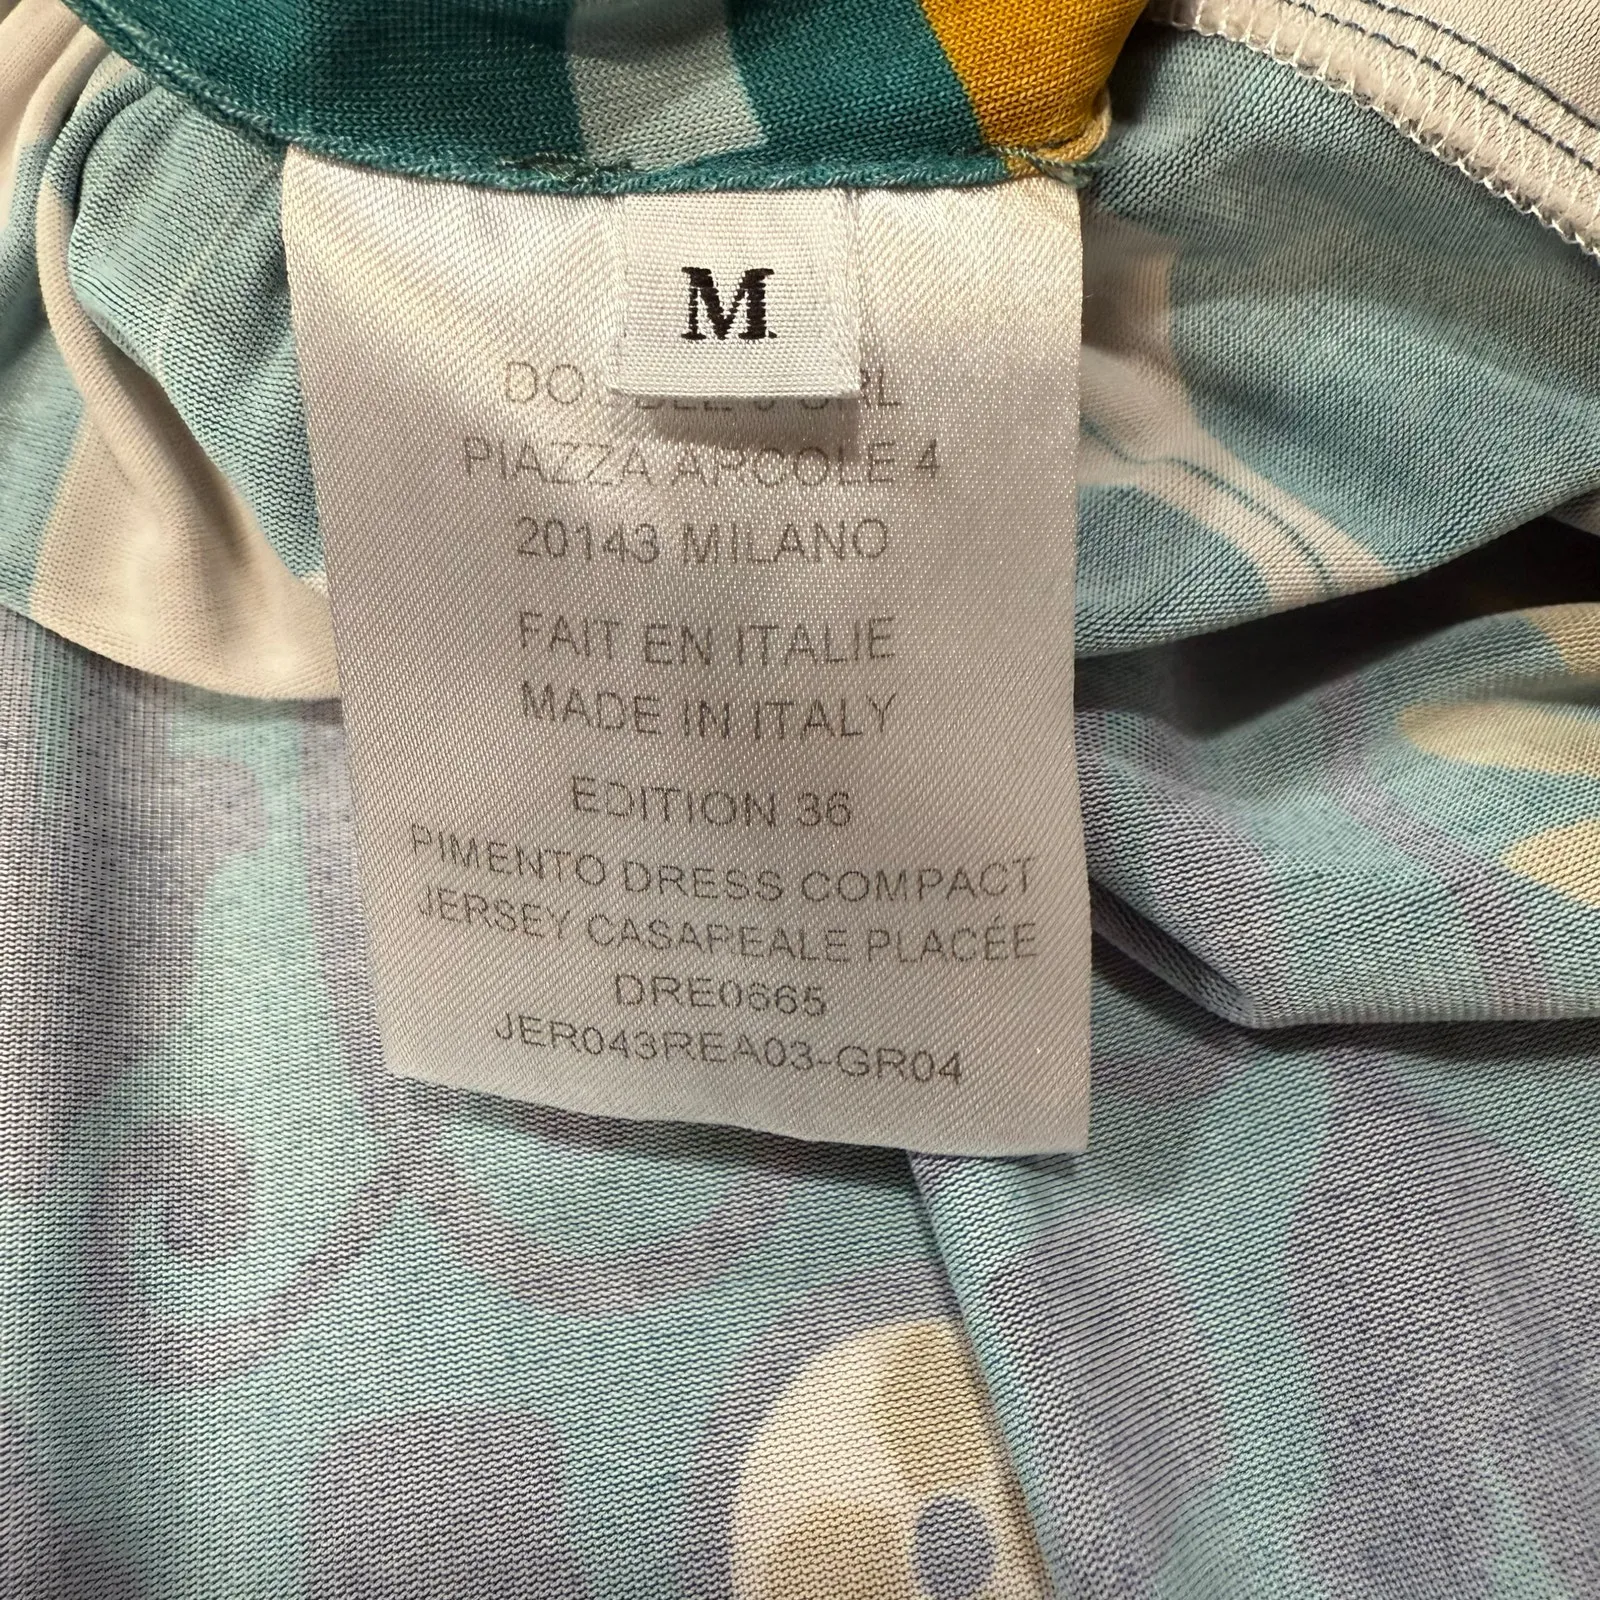 M
PIAZZA ARCOLE 4
20143 MILANO
FAIT EN ITALIE
MADE IN ITALY
EDITION 36
PIMENTO DRESS COMPACT
JERSEY CASAREALE PLACÉE
DRE0665
JER043REA03-GR04